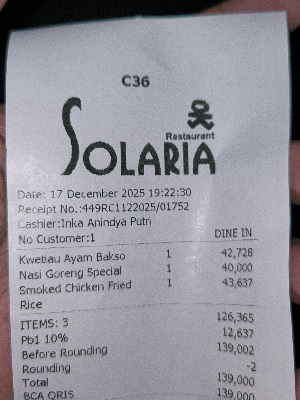 C36
Restaurant
SOLARIA
Date: 17 December 2025 19:22:30
Receipt No.:449RC1122025/01752
Cashier:Inka Anindya Putri
No Customer:1 DINE IN
Kwetiau Ayam Bakso 1 42,728
Nasi Goreng Special 1 40,000
Smoked Chicken Fried 1 43,637
Rice
ITEMS: 3 126,365
Pb1 10% 12,637
Before Rounding 139,002
Rounding -2
Total 139,000
BCA QRIS 139,000